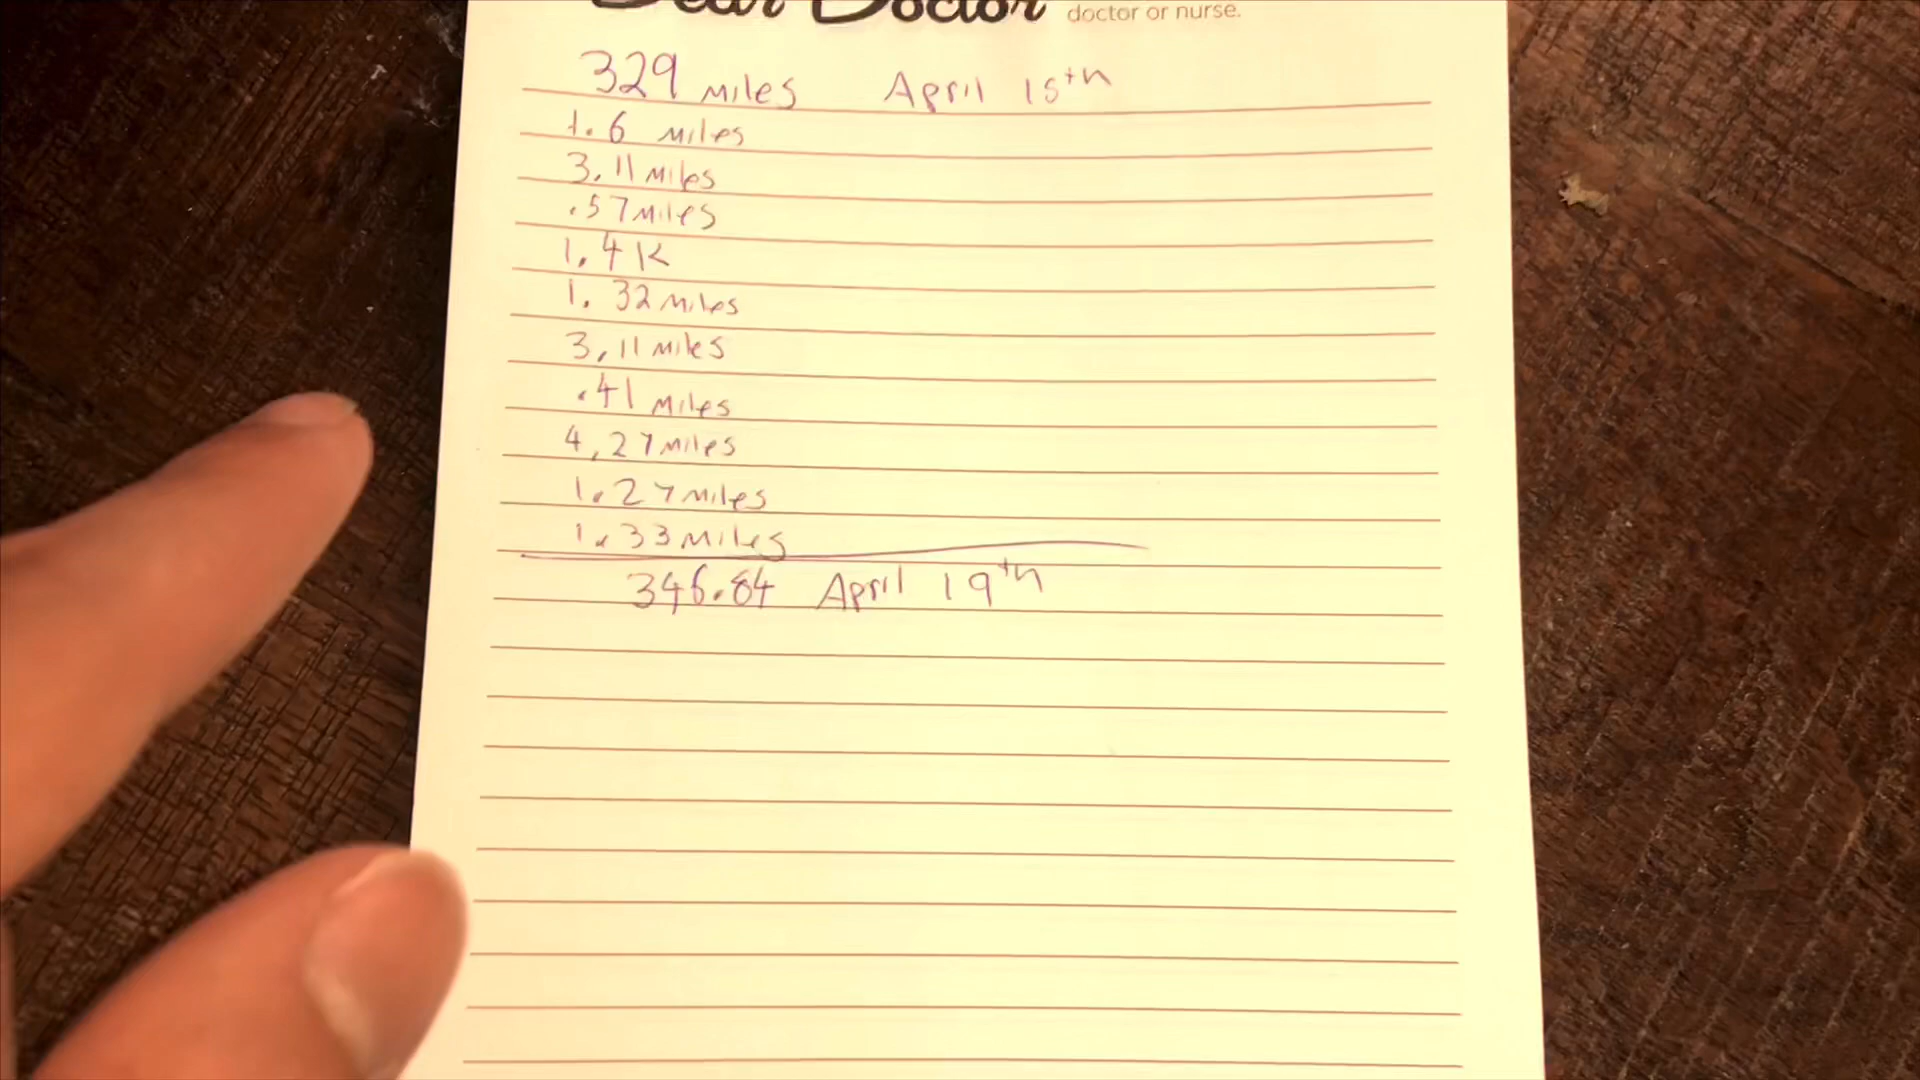 Dear Doctor doctor or nurse.
329 miles April 15th
1.6 miles
3.11 miles
.57 miles
1.4K
1.32 miles
3.11 miles
.41 miles
4.27 miles
1.27 miles
1.33 miles
346.84 April 19th